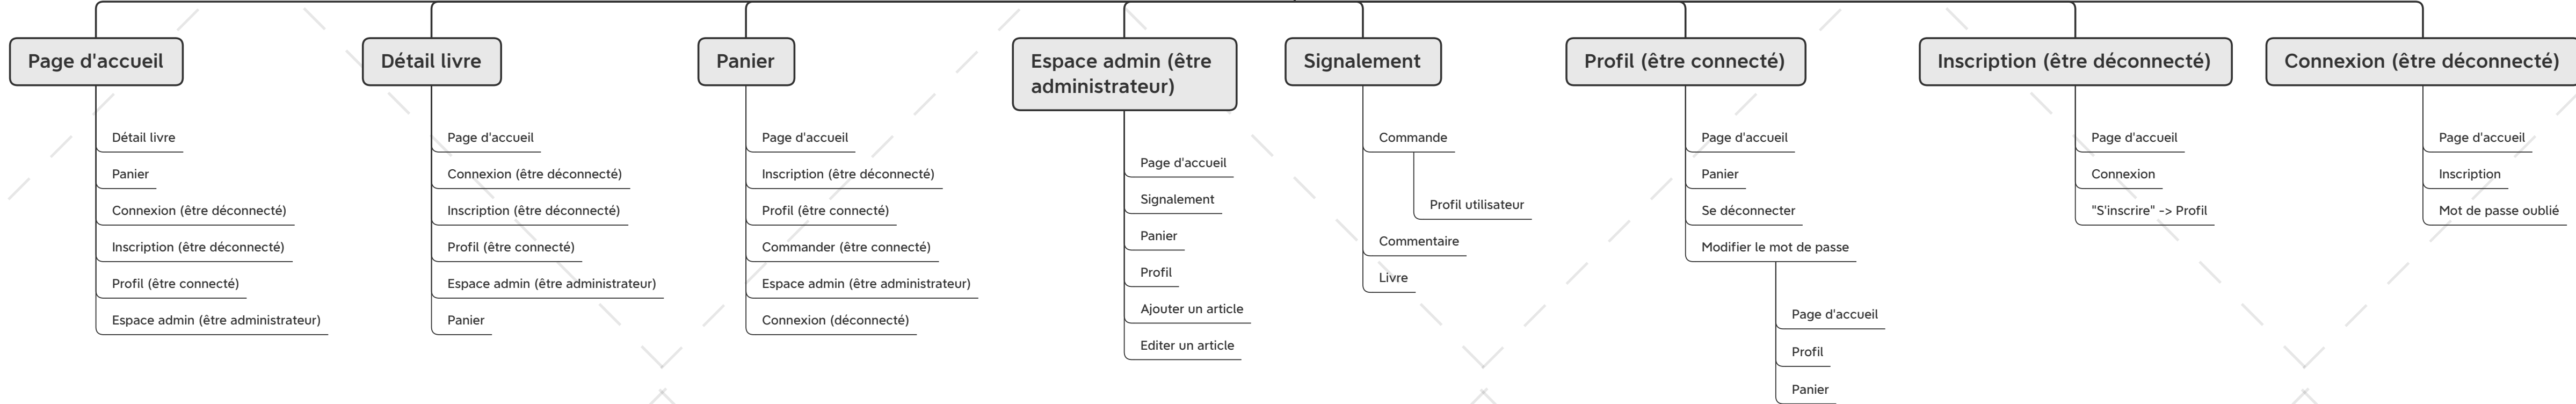 Page d'accueil
Détail livre
Panier
Connexion (être déconnecté)
Inscription (être déconnecté)
Profil (être connecté)
Espace admin (être administrateur)
Détail livre
Page d'accueil
Connexion (être déconnecté)
Inscription (être déconnecté)
Profil (être connecté)
Espace admin (être administrateur)
Panier
Panier
Page d'accueil
Inscription (être déconnecté)
Profil (être connecté)
Commander (être connecté)
Espace admin (être administrateur)
Connexion (déconnecté)
Espace admin (être
administrateur)
Page d'accueil
Signalement
Panier
Profil
Ajouter un article
Editer un article
Signalement
Commande
Profil utilisateur
Commentaire
Livre
Profil (être connecté)
Page d'accueil
Panier
Se déconnecter
Modifier le mot de passe
Page d'accueil
Profil
Panier
Inscription (être déconnecté)
Page d'accueil
Connexion
"S'inscrire" -> Profil
Connexion (être déconnecté)
Page d'accueil
Inscription
Mot de passe oublié